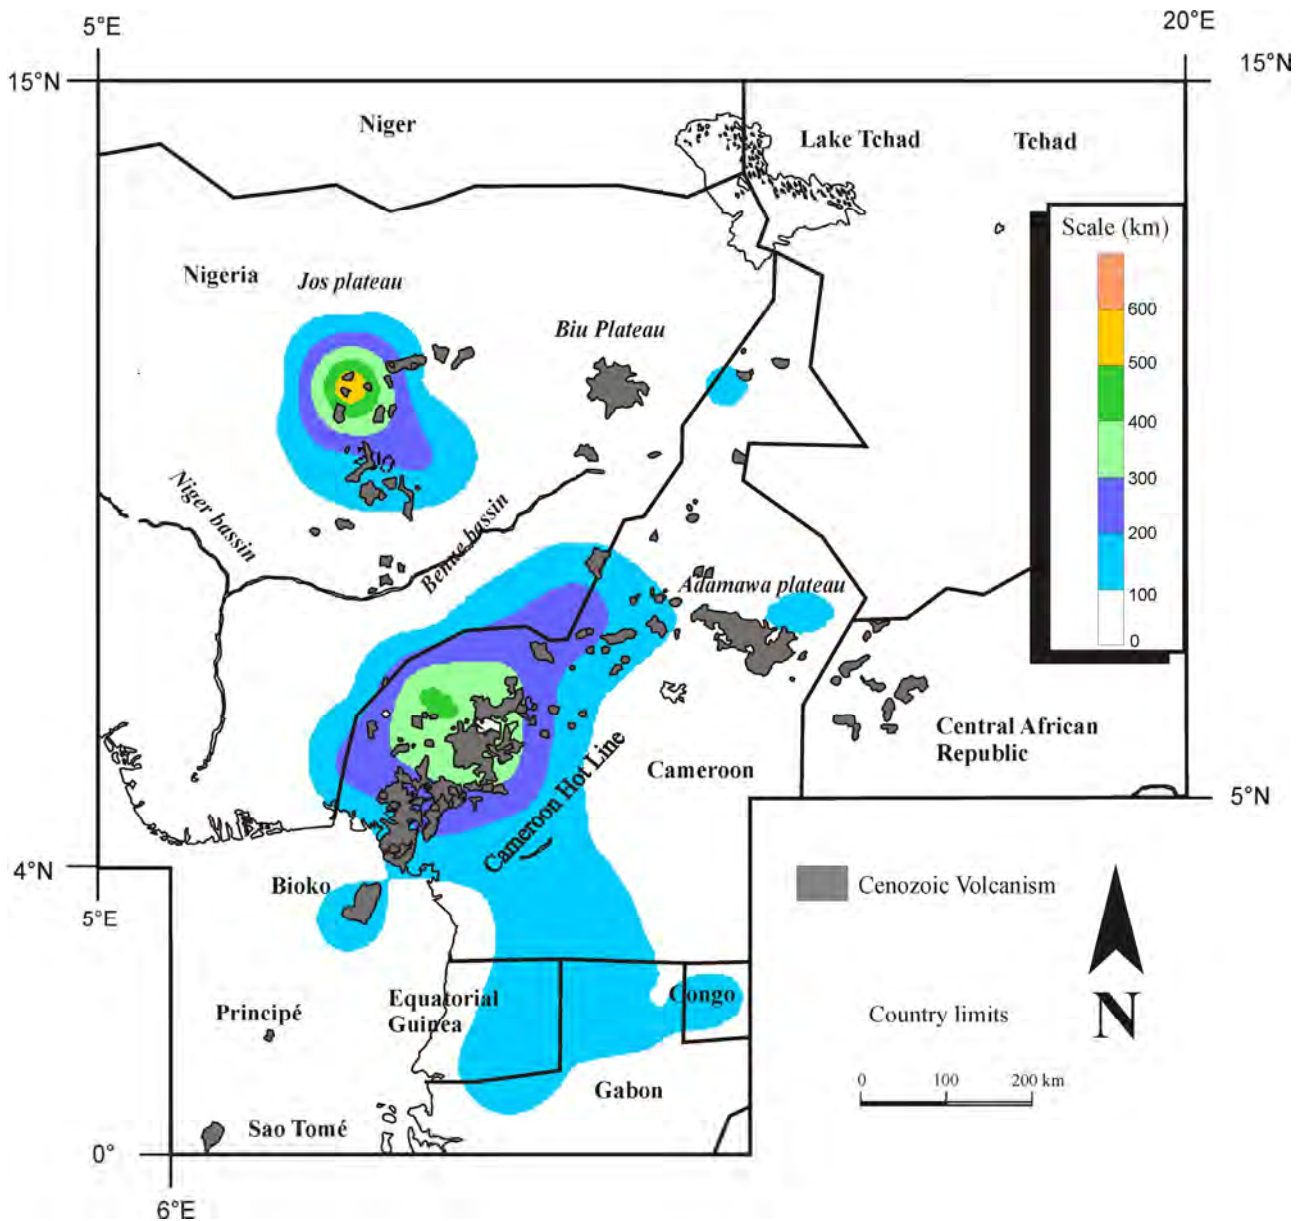 5°E
20°E
15°N
15°N
Niger
Lake Tchad
Tchad
Scale (km)
Nigeria
Jos plateau
Biu Plateau
600
500
400
300
200
100
0
Niger bassin
Benue bassin
Adamawa plateau
Central African
Republic
Cameroon
Cameroon Hot Line
5°N
4°N
Bioko
Cenozoic Volcanism
5°E
Equatorial
Guinea
Congo
Principé
Country limits
N
0
100
200 km
Gabon
Sao Tomé
0°
6°E